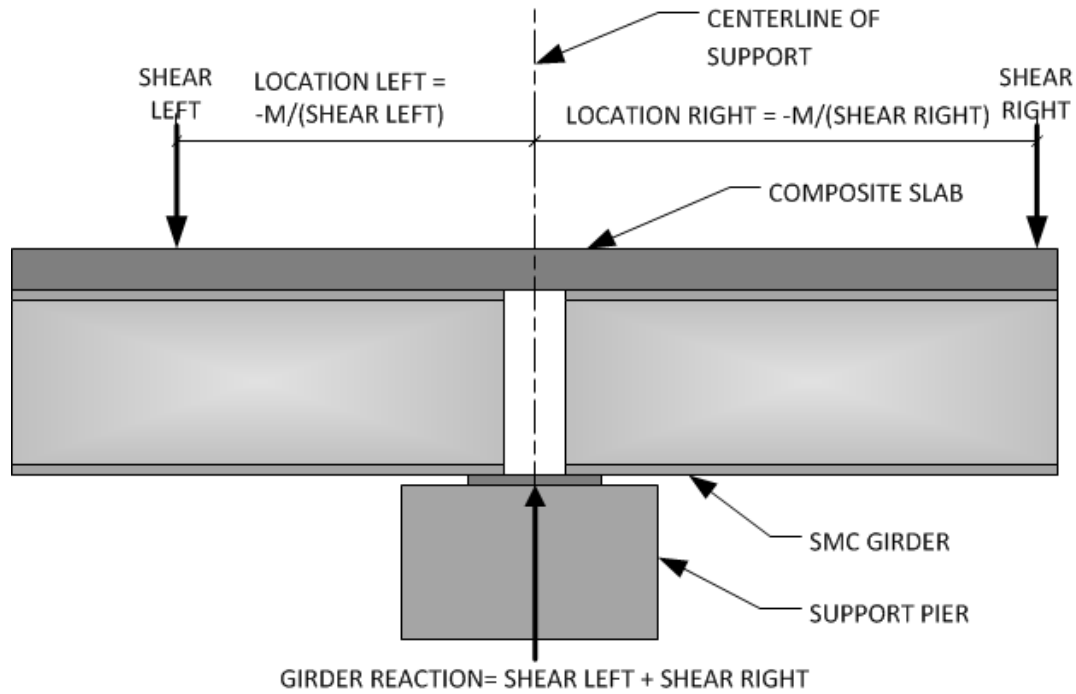 CENTERLINE OF
SUPPORT
SHEAR
LEFT
LOCATION LEFT =
-M/(SHEAR LEFT)
LOCATION RIGHT = -M/(SHEAR RIGHT)
SHEAR
RIGHT
COMPOSITE SLAB
SMC GIRDER
SUPPORT PIER
GIRDER REACTION= SHEAR LEFT + SHEAR RIGHT